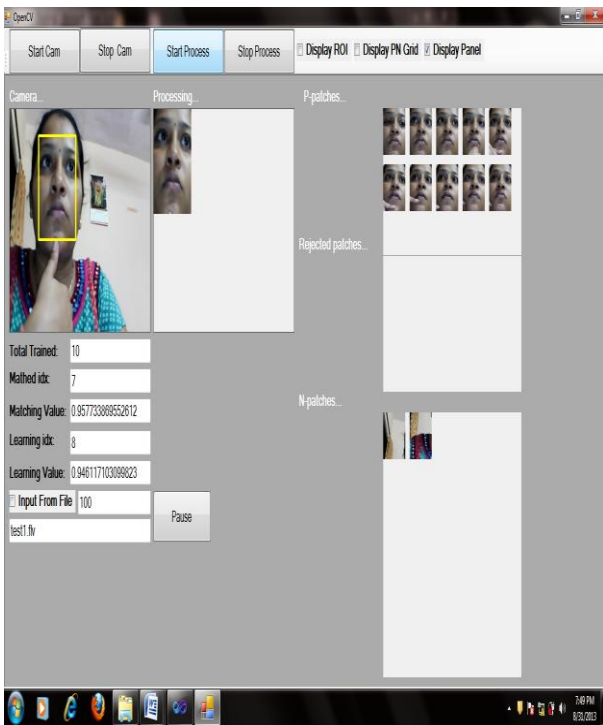 OpenCV
Start Cam Stop Cam Start Process Stop Process Display ROI Display PN Grid Display Panel
Camera... Processing... P-patches...
Rejected patches...
Total Trained: 10
Mathed idx: 7
Matching Value: 0.957733869552612
N-patches...
Learning idx: 8
Learning Value: 0.946117103099823
Input From File 100
Pause
test1.flv
7:49 PM
8/31/2013